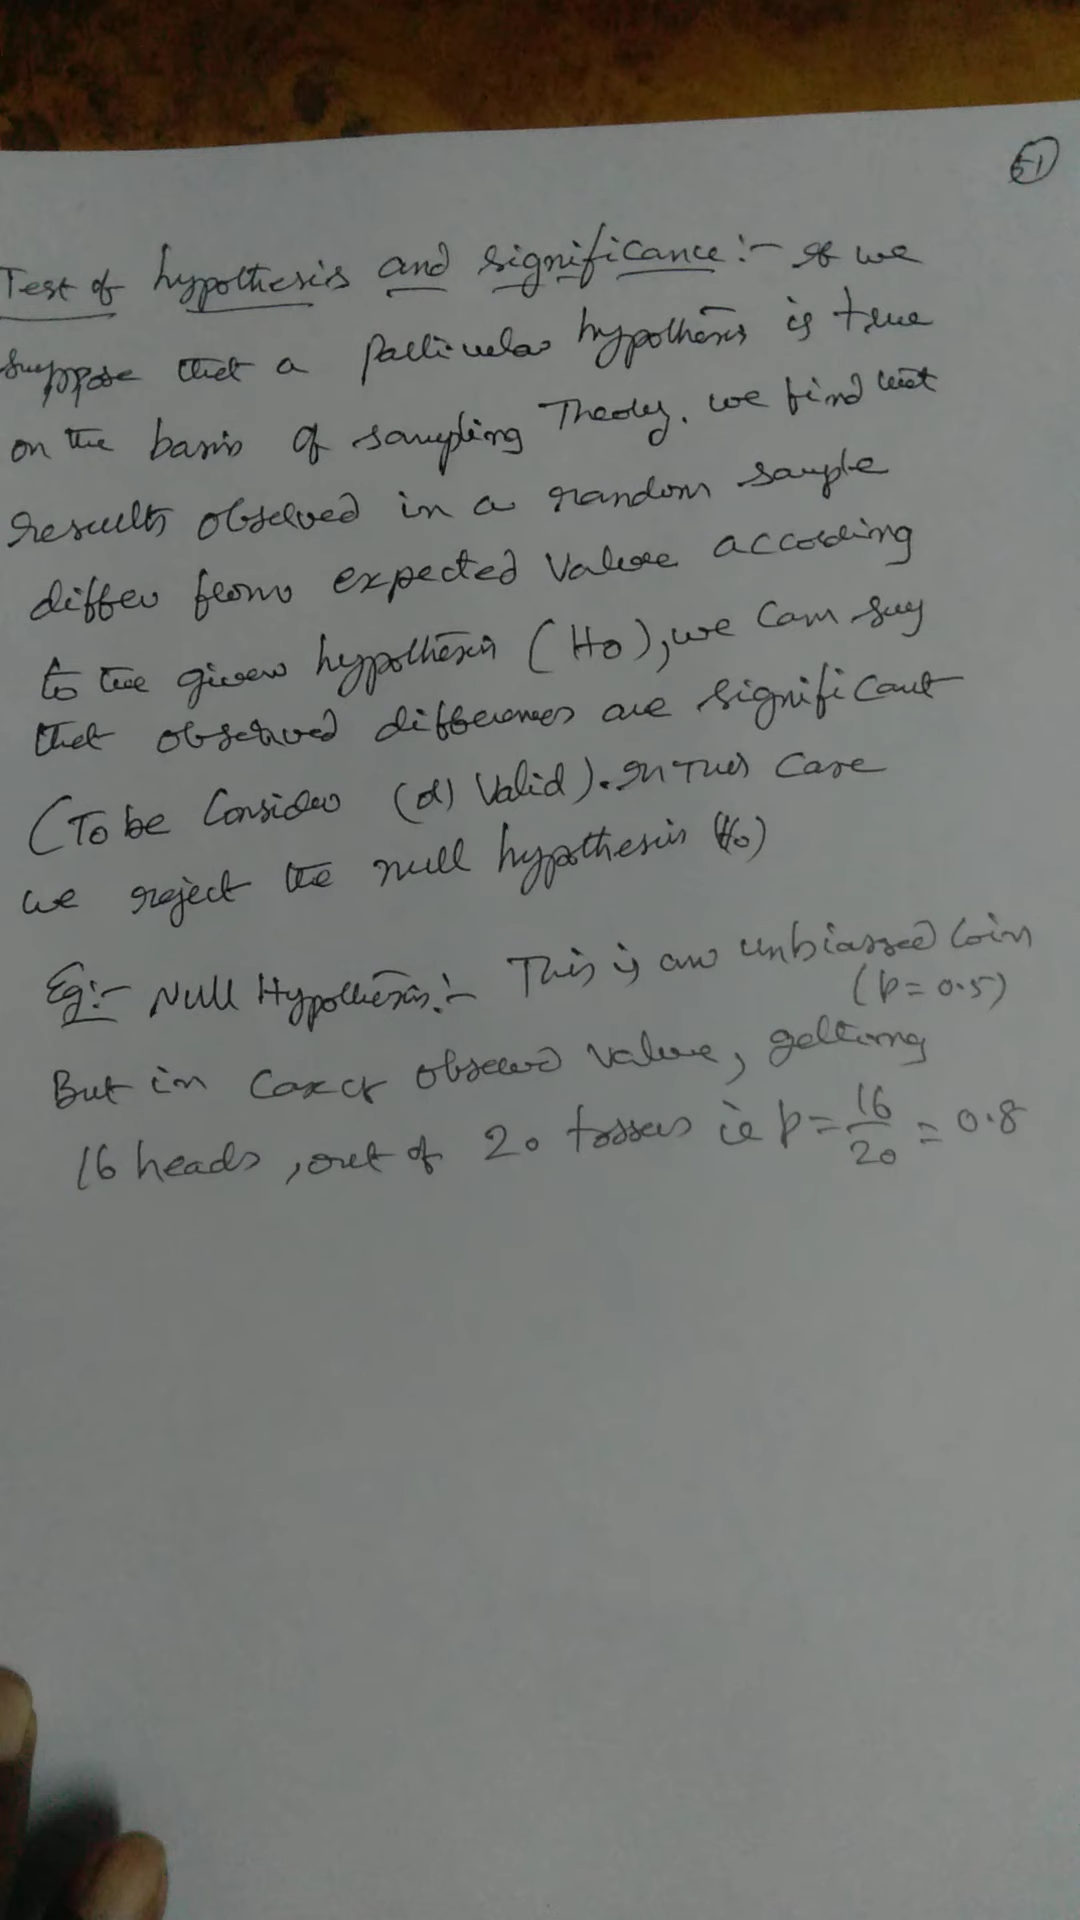 51
Test of hypothesis and significance:- If we
suppose that a particular hypothesis is true
on the basis of sampling Theory. we find that
results observed in a random sample
differ from expected Value according
to the given hypothesis (H0), we Can say
that observed differences are significant
(To be Consider (or) Valid). In This Case
we reject the null hypothesis (H0)
Eg:- Null Hypothesis:- This is an unbiassed Coin
(p = 0.5)
But in observed value, getting
16 heads, out of 20 tosses ie p = 16/20 = 0.8